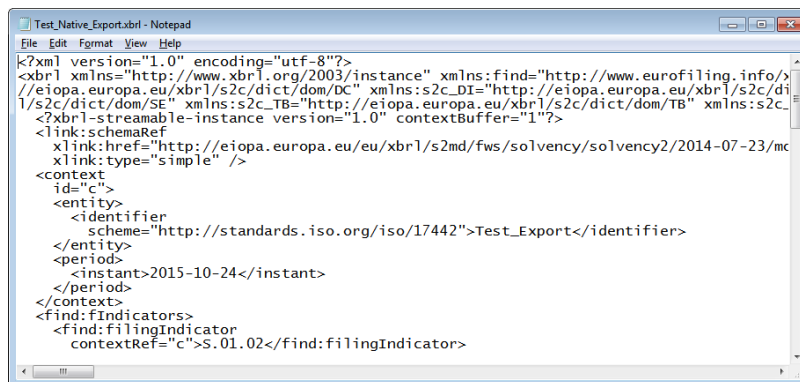 Test_Native_Export.xbrl - Notepad
File Edit Format View Help
<?xml version="1.0" encoding="utf-8"?>
<xbrl xmlns="http://www.xbrl.org/2003/instance" xmlns:find="http://www.eurofiling.info/x
//eiopa.europa.eu/xbrl/s2c/dict/dom/DC" xmlns:s2c_DI="http://eiopa.europa.eu/xbrl/s2c/di
l/s2c/dict/dom/SE" xmlns:s2c_TB="http://eiopa.europa.eu/xbrl/s2c/dict/dom/TB" xmlns:s2c_
<?xbrl-streamable-instance version="1.0" contextBuffer="1"?>
<link:schemaRef
xlink:href="http://eiopa.europa.eu/eu/xbrl/s2md/fws/solvency/solvency2/2014-07-23/mo
xlink:type="simple" />
<context
id="c">
<entity>
<identifier
scheme="http://standards.iso.org/iso/17442">Test_Export</identifier>
</entity>
<period>
<instant>2015-10-24</instant>
</period>
</context>
<find:fIndicators>
<find:filingIndicator
contextRef="c">S.01.02</find:filingIndicator>